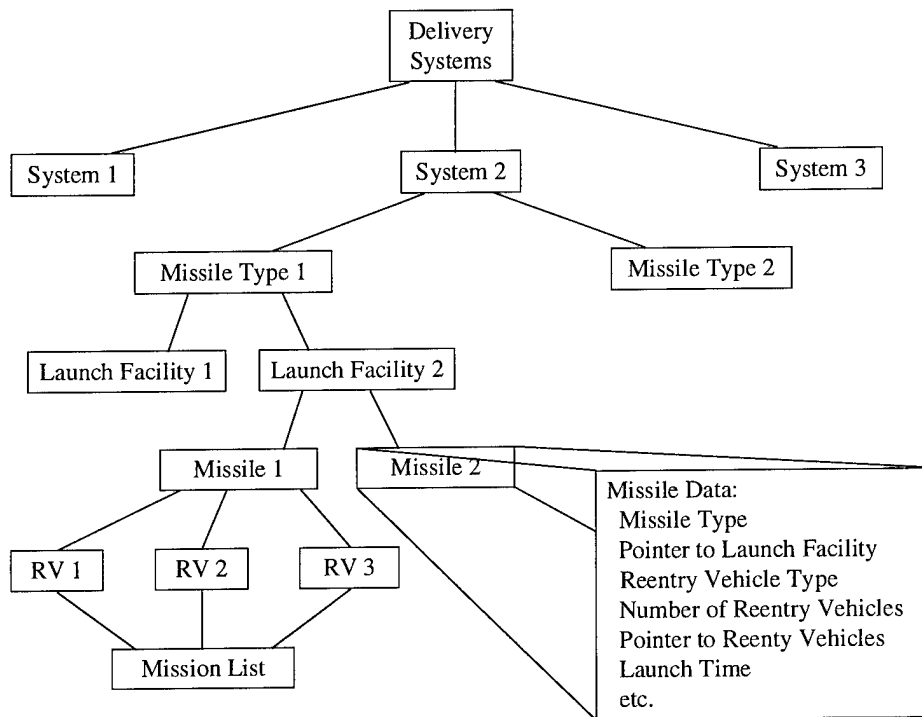 Delivery
Systems
System 1
System 2
System 3
Missile Type 1
Missile Type 2
Launch Facility 1
Launch Facility 2
Missile 1
Missile 2
Missile Data:
Missile Type
Pointer to Launch Facility
Reentry Vehicle Type
Number of Reentry Vehicles
Pointer to Reenty Vehicles
Launch Time
etc.
RV 1
RV 2
RV 3
Mission List